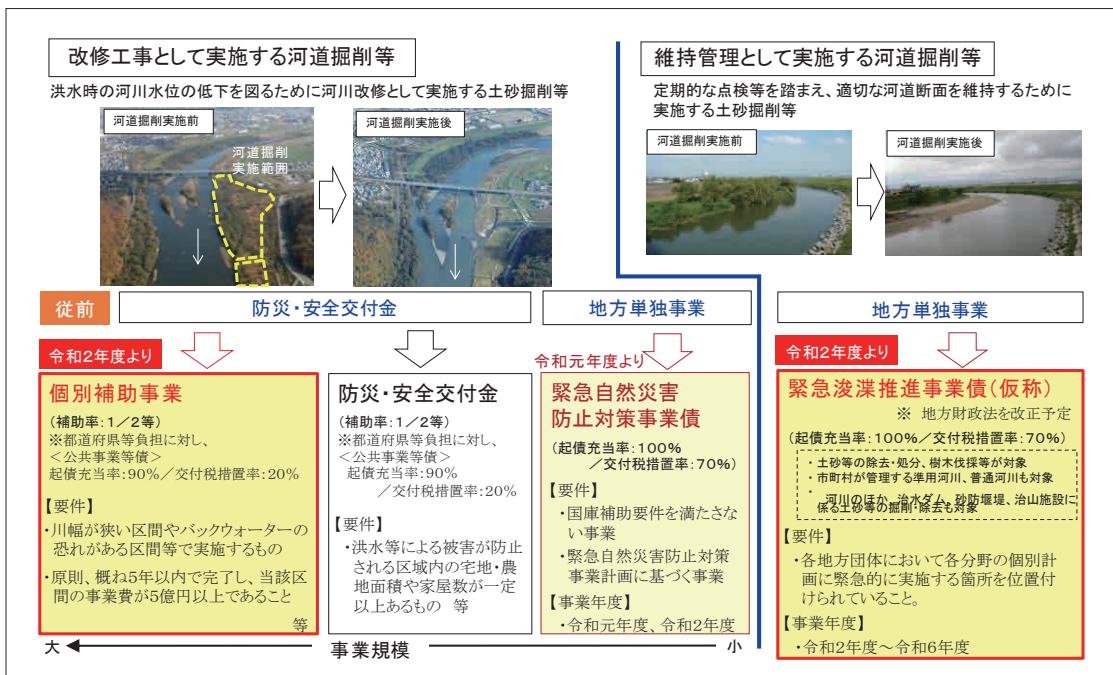 改修工事として実施する河道掘削等
洪水時の河川水位の低下を図るために河川改修として実施する土砂掘削等
河道掘削実施前
河道掘削
実施範囲
河道掘削実施後
維持管理として実施する河道掘削等
定期的な点検等を踏まえ、適切な河道断面を維持するために
実施する土砂掘削等
河道掘削実施前
河道掘削実施後
従前
防災・安全交付金
地方単独事業
地方単独事業
令和2年度より
個別補助事業
(補助率:1/2等)
※都道府県等負担に対し、
<公共事業等債>
起債充当率:90%/交付税措置率:20%
【要件】
・川幅が狭い区間やバックウォーターの
恐れがある区間等で実施するもの
・原則、概ね5年以内で完了し、当該区
間の事業費が5億円以上であること
等
防災・安全交付金
(補助率:1/2等)
※都道府県等負担に対し、
<公共事業等債>
起債充当率:90%
/交付税措置率:20%
【要件】
・洪水等による被害が防止
される区域内の宅地・農
地面積や家屋数が一定
以上あるもの 等
令和元年度より
緊急自然災害
防止対策事業債
(起債充当率:100%
/交付税措置率:70%)
【要件】
・国庫補助要件を満たさな
い事業
・緊急自然災害防止対策
事業計画に基づく事業
【事業年度】
・令和元年度、令和2年度
令和2年度より
緊急浚渫推進事業債(仮称)
※ 地方財政法を改正予定
(起債充当率:100%/交付税措置率:70%)
・土砂等の除去・処分、樹木伐採等が対象
・市町村が管理する準用河川、普通河川も対象
・
河川のほか、治水ダム、砂防堰堤、治山施設に
係る土砂等の掘削・除去も対象
【要件】
・各地方団体において各分野の個別計
画に緊急的に実施する箇所を位置付
けられていること。
【事業年度】
・令和2年度~令和6年度
大
事業規模
小